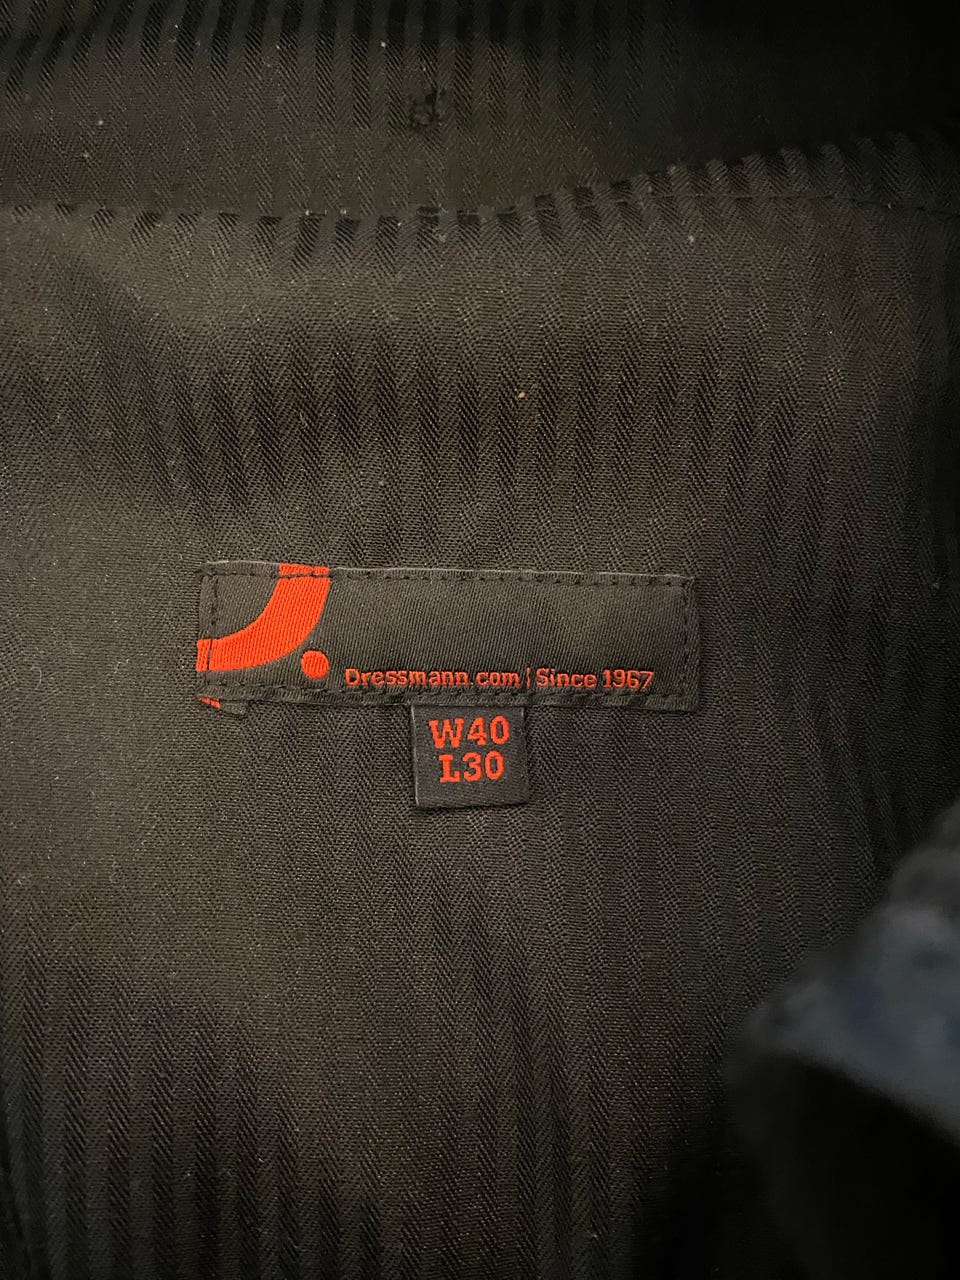 Dressmann.com | Since 1967
W40
L30